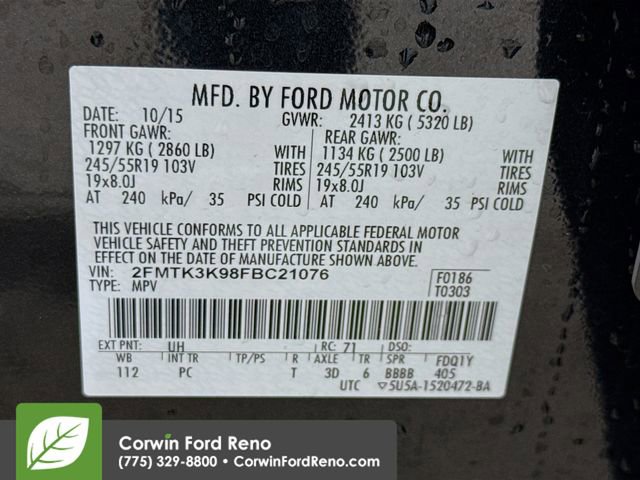 MFD. BY FORD MOTOR CO.
DATE: 10/15 GVWR: 2413 KG ( 5320 LB)
FRONT GAWR: REAR GAWR:
1297 KG ( 2860 LB) WITH 1134 KG ( 2500 LB) WITH
245/55R19 103V TIRES 245/55R19 103V TIRES
19x8.0J RIMS 19x8.0J RIMS
AT 240 kPa/ 35 PSI COLD AT 240 kPa/ 35 PSI COLD
THIS VEHICLE CONFORMS TO ALL APPLICABLE FEDERAL MOTOR
VEHICLE SAFETY AND THEFT PREVENTION STANDARDS IN
EFFECT ON THE DATE OF MANUFACTURE SHOWN ABOVE.
VIN: 2FMTK3K98FBC21076 F0186
TYPE: MPV T0303
EXT PNT: UH RC: 71 DSO:
WB INT TR TP/PS R AXLE TR SPR FDQ1Y
112 PC T 3D 6 BBBB 405
UTC 5U5A-1520472-BA
Corwin Ford Reno
(775) 329-8800 • CorwinFordReno.com